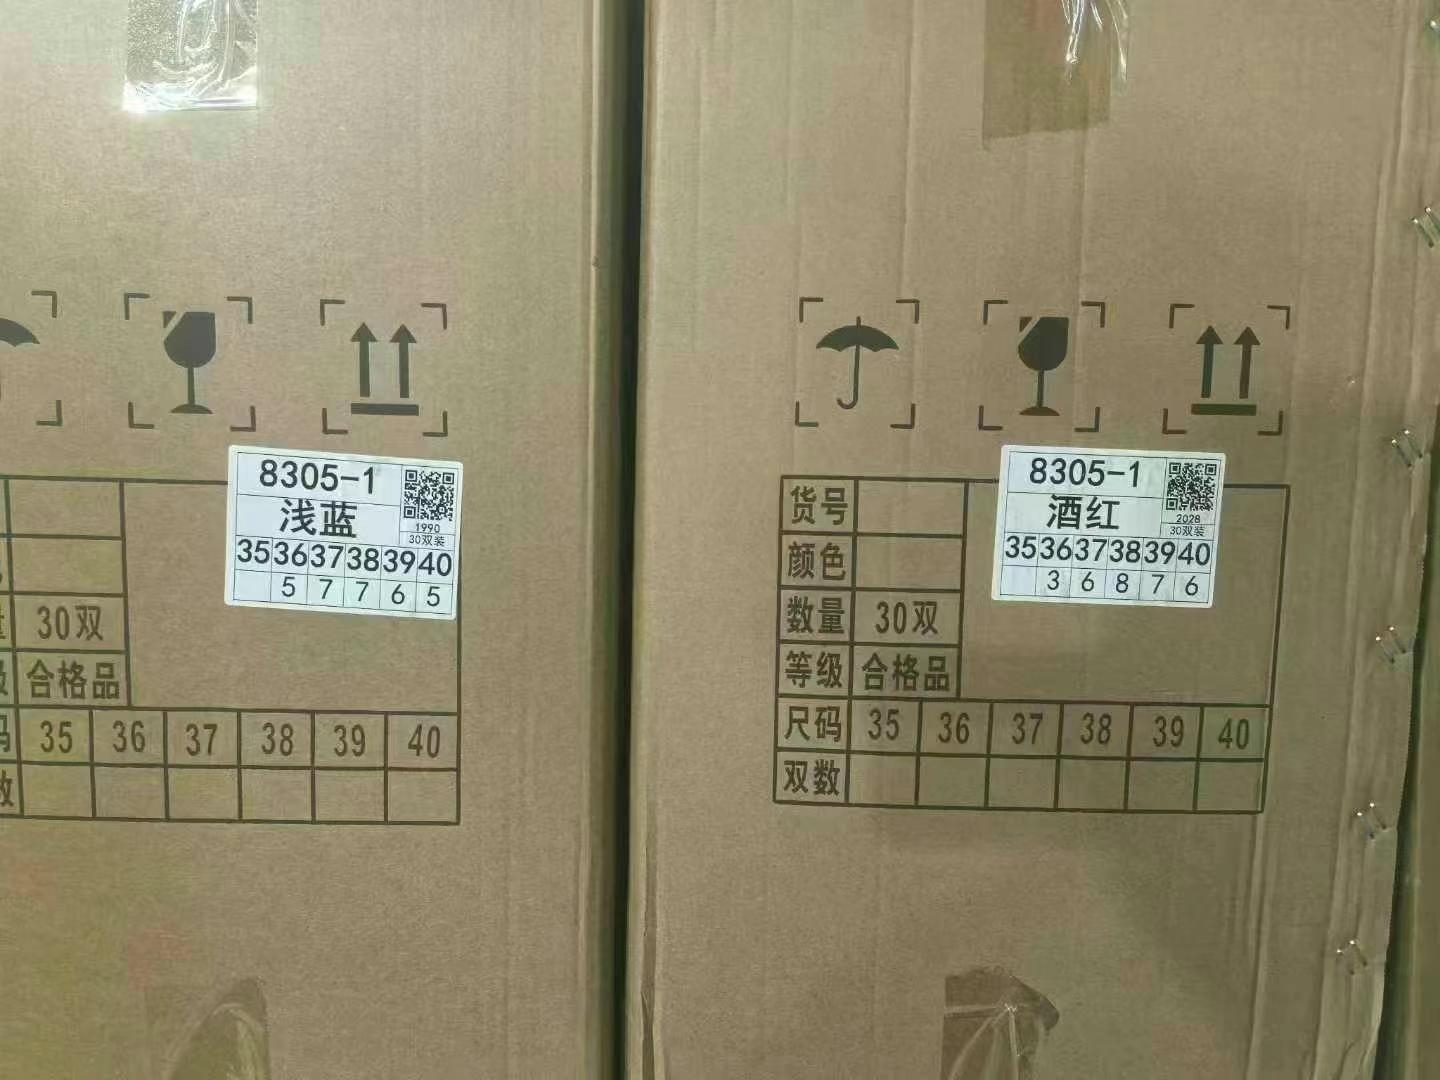 8305-1
浅蓝
1990
30双装
35 36 37 38 39 40
5 7 7 6 5
30双
合格品
35 36 37 38 39 40
8305-1
酒红
2028
30双装
35 36 37 38 39 40
3 6 8 7 6
货号
颜色
数量 30双
等级 合格品
尺码 35 36 37 38 39 40
双数